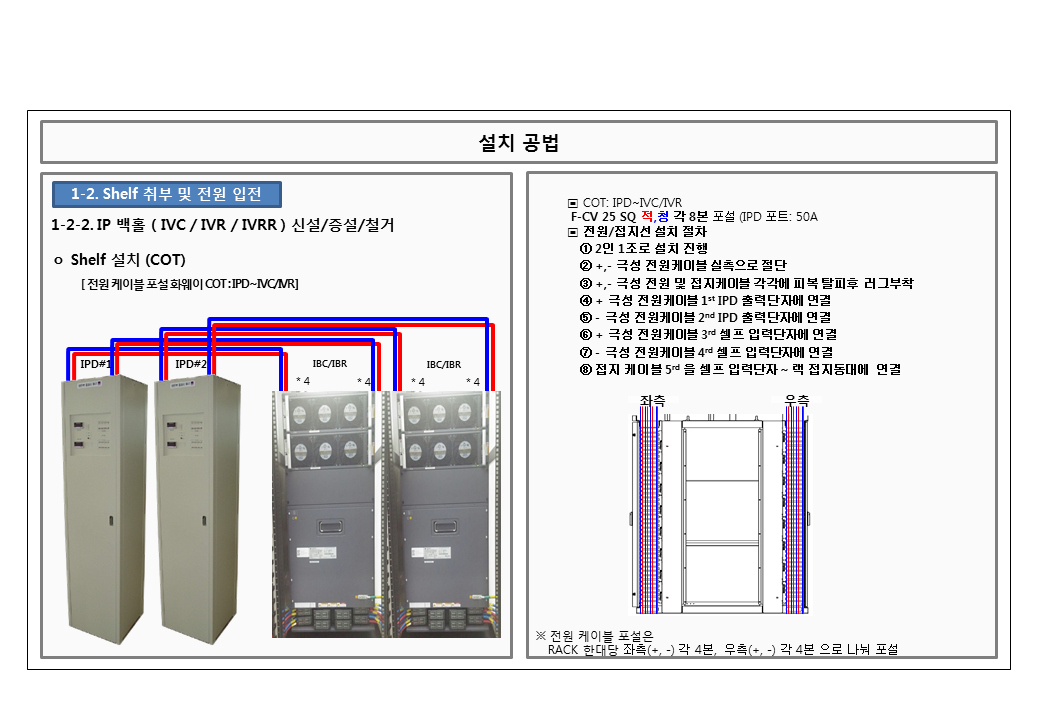 설치 공법
1-2. Shelf 취부 및 전원 입전
1-2-2. IP 백홀 ( IVC / IVR / IVRR ) 신설/증설/철거
o Shelf 설치 (COT)
[ 전원 케이블 포설 화웨이 COT : IPD~IVC/IVR]
IPD#1
IPD#2
IBC/IBR
IBC/IBR
* 4
* 4
* 4
* 4
▣ COT: IPD~IVC/IVR
F-CV 25 SQ 적,청 각 8본 포설 (IPD 포트: 50A
▣ 전원/접지선 설치 절차
① 2인 1조로 설치 진행
② +,- 극성 전원케이블 실측으로 절단
③ +,- 극성 전원 및 접지케이블 각각에 피복 탈피후 러그부착
④ + 극성 전원케이블 1st IPD 출력단자에 연결
⑤ - 극성 전원케이블 2nd IPD 출력단자에 연결
⑥ + 극성 전원케이블 3rd 셀프 입력단자에 연결
⑦ - 극성 전원케이블 4rd 셀프 입력단자에 연결
⑧ 접지 케이블 5rd 을 셀프 입력단자 ~ 랙 접지동대에 연결
좌측
우측
※ 전원 케이블 포설은
RACK 한대당 좌측(+, -) 각 4본, 우측(+, -) 각 4본 으로 나눠 포설